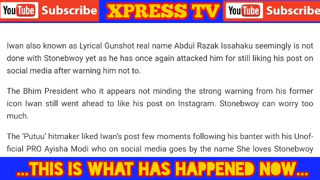 YouTube Subscribe XPRESS TV YouTube Subscribe
Iwan also known as Lyrical Gunshot real name Abdul Razak Issahaku seemingly is not
done with Stonebwoy yet as he has once again attacked him for still liking his post on
social media after warning him not to.
The Bhim President who it appears not minding the strong warning from his former
icon Iwan still went ahead to like his post on Instagram. Stonebwoy can worry too
much.
The 'Putuu' hitmaker liked Iwan's post few moments following his banter with his Unof-
ficial PRO Ayisha Modi who on social media goes by the name She Loves Stonebwoy
...THIS IS WHAT HAS HAPPENED NOW...